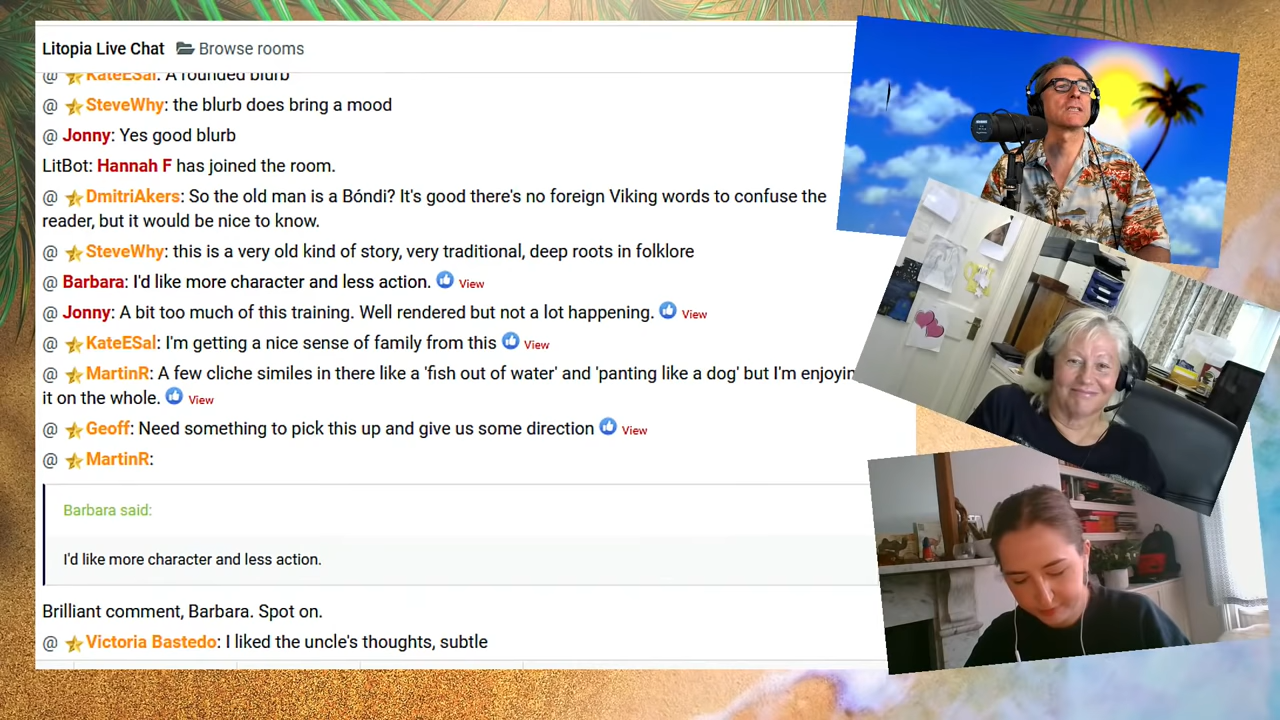 Litopia Live Chat Browse rooms
@ KateESal: A rounded blurb
@ SteveWhy: the blurb does bring a mood
@ Jonny: Yes good blurb
LitBot: Hannah F has joined the room.
@ DmitriAkers: So the old man is a Bóndi? It's good there's no foreign Viking words to confuse the
reader, but it would be nice to know.
@ SteveWhy: this is a very old kind of story, very traditional, deep roots in folklore
@ Barbara: I'd like more character and less action. View
@ Jonny: A bit too much of this training. Well rendered but not a lot happening. View
@ KateESal: I'm getting a nice sense of family from this View
@ MartinR: A few cliche similes in there like a 'fish out of water' and 'panting like a dog' but I'm enjoyin
it on the whole. View
@ Geoff: Need something to pick this up and give us some direction View
@ MartinR:
Barbara said:
I'd like more character and less action.
Brilliant comment, Barbara. Spot on.
@ Victoria Bastedo: I liked the uncle's thoughts, subtle